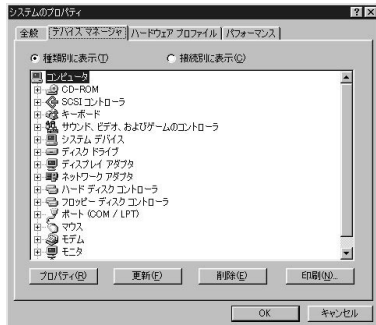 システムのプロパティ
全般 デバイス マネージャ ハードウェア プロファイル パフォーマンス
種類別に表示(T) 接続別に表示(C)
コンピュータ
CD-ROM
SCSI コントローラ
キーボード
サウンド、ビデオ、およびゲームのコントローラ
システム デバイス
ディスク ドライブ
ディスプレイ アダプタ
ネットワーク アダプタ
ハード ディスク コントローラ
フロッピー ディスク コントローラ
ポート (COM / LPT)
マウス
モデム
モニタ
プロパティ(R) 更新(F) 削除(E) 印刷(N)...
OK キャンセル